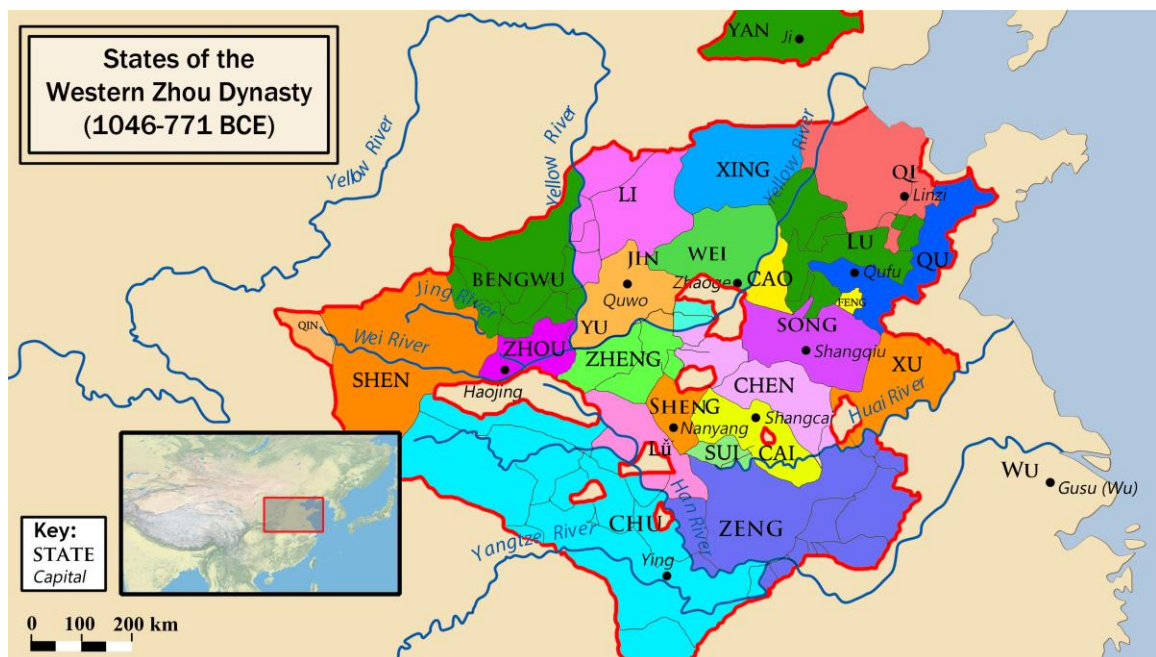 States of the
Western Zhou Dynasty
(1046-771 BCE)
YAN
Ji
Yellow River
Yellow River
Yellow River
XING
QI
Linzi
LI
LU
QU
WEI
JIN
CAO
Qufu
BENGWU
Zhaoge
Quwo
FENG
Jing River
QIN
YU
SONG
Wei River
ZHOU
ZHENG
Shangqiu
XU
SHEN
CHEN
Haojing
SHENG
Shangcai
Huai River
Nanyang
LǙ
SUI
CAI
WU
Gusu (Wu)
Han River
CHU
ZENG
Yangtzei River
Ying
Key:
STATE
Capital
0 100 200 km